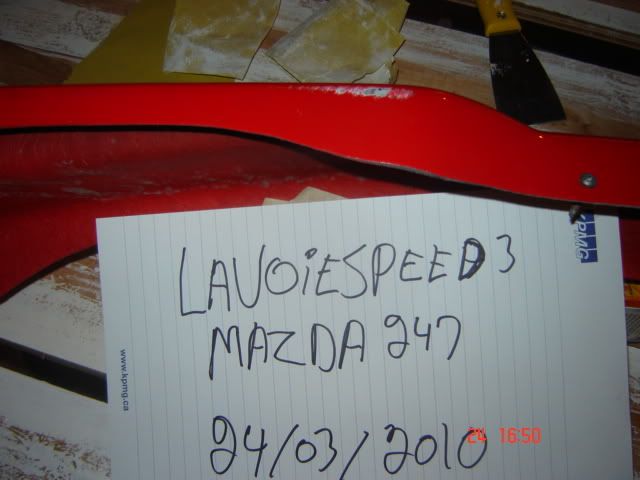 KPMG
LAVOiESPEED3
MAZDA 247
www.kpmg.ca
24/03/2010
24 16:50